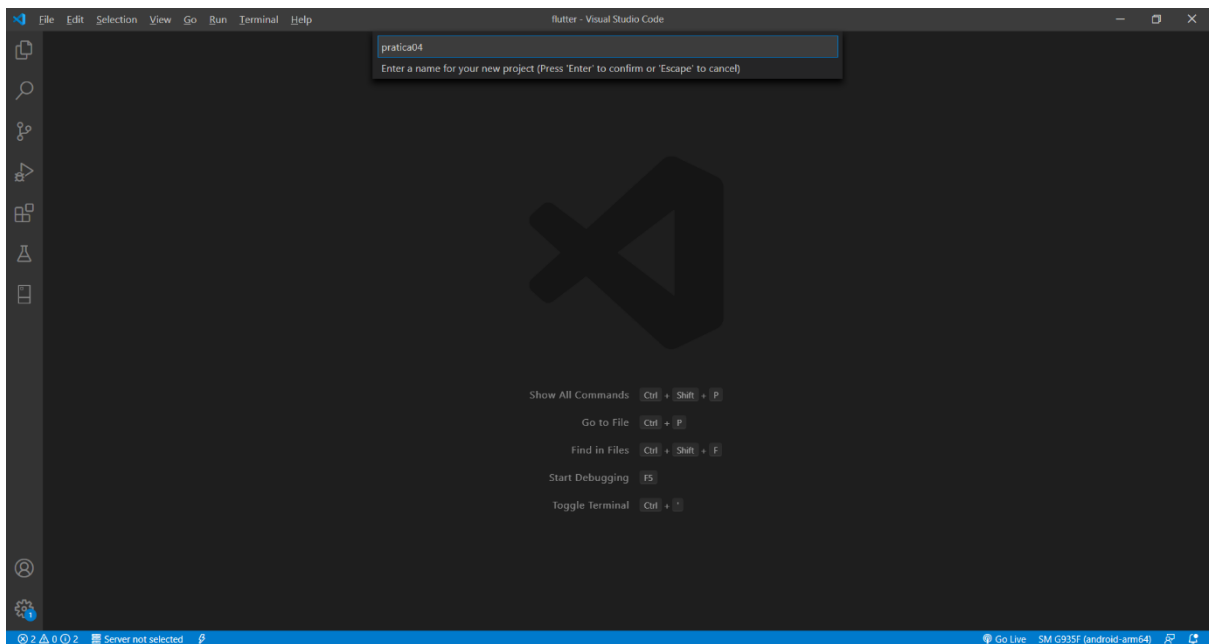 File Edit Selection View Go Run Terminal Help flutter - Visual Studio Code
pratica04
Enter a name for your new project (Press 'Enter' to confirm or 'Escape' to cancel)
Show All Commands Ctrl + Shift + P
Go to File Ctrl + P
Find in Files Ctrl + Shift + F
Start Debugging F5
Toggle Terminal Ctrl + '
1
2 0 2 Server not selected Go Live SM G935F (android-arm64)